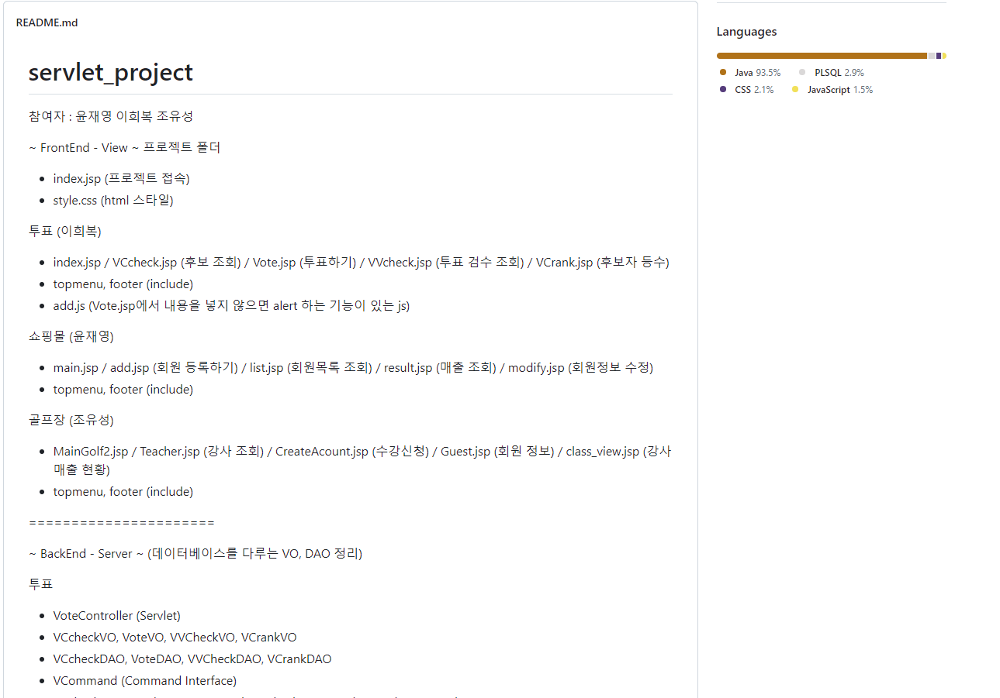 README.md
servlet_project
참여자 : 윤재영 이희복 조유성
~ FrontEnd - View ~ 프로젝트 폴더
index.jsp (프로젝트 접속)
style.css (html 스타일)
투표 (이희복)
index.jsp / VCcheck.jsp (후보 조회) / Vote.jsp (투표하기) / VVcheck.jsp (투표 검수 조회) / VCrank.jsp (후보자 등수)
topmenu, footer (include)
add.js (Vote.jsp에서 내용을 넣지 않으면 alert 하는 기능이 있는 js)
쇼핑몰 (윤재영)
main.jsp / add.jsp (회원 등록하기) / list.jsp (회원목록 조회) / result.jsp (매출 조회) / modify.jsp (회원정보 수정)
topmenu, footer (include)
골프장 (조유성)
MainGolf2.jsp / Teacher.jsp (강사 조회) / CreateAcount.jsp (수강신청) / Guest.jsp (회원 정보) / class_view.jsp (강사
매출 현황)
topmenu, footer (include)
======================
~ BackEnd - Server ~ (데이터베이스를 다루는 VO, DAO 정리)
투표
VoteController (Servlet)
VCcheckVO, VoteVO, VVCheckVO, VCrankVO
VCcheckDAO, VoteDAO, VVCheckDAO, VCrankDAO
VCommand (Command Interface)
Languages
Java 93.5% PLSQL 2.9%
CSS 2.1% JavaScript 1.5%